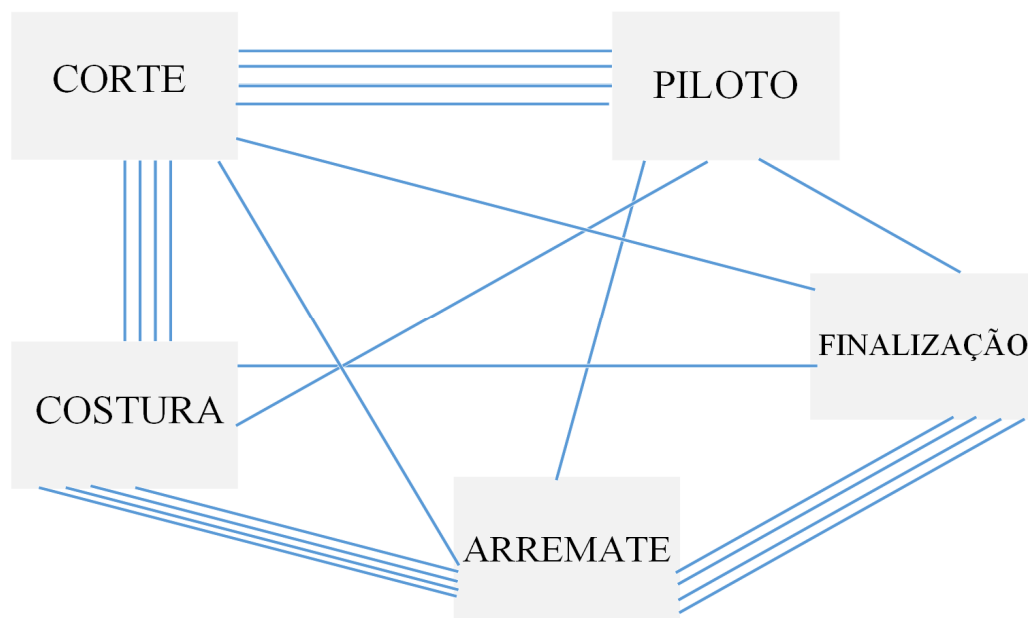 CORTE
PILOTO
FINALIZAÇÃO
COSTURA
ARREMATE